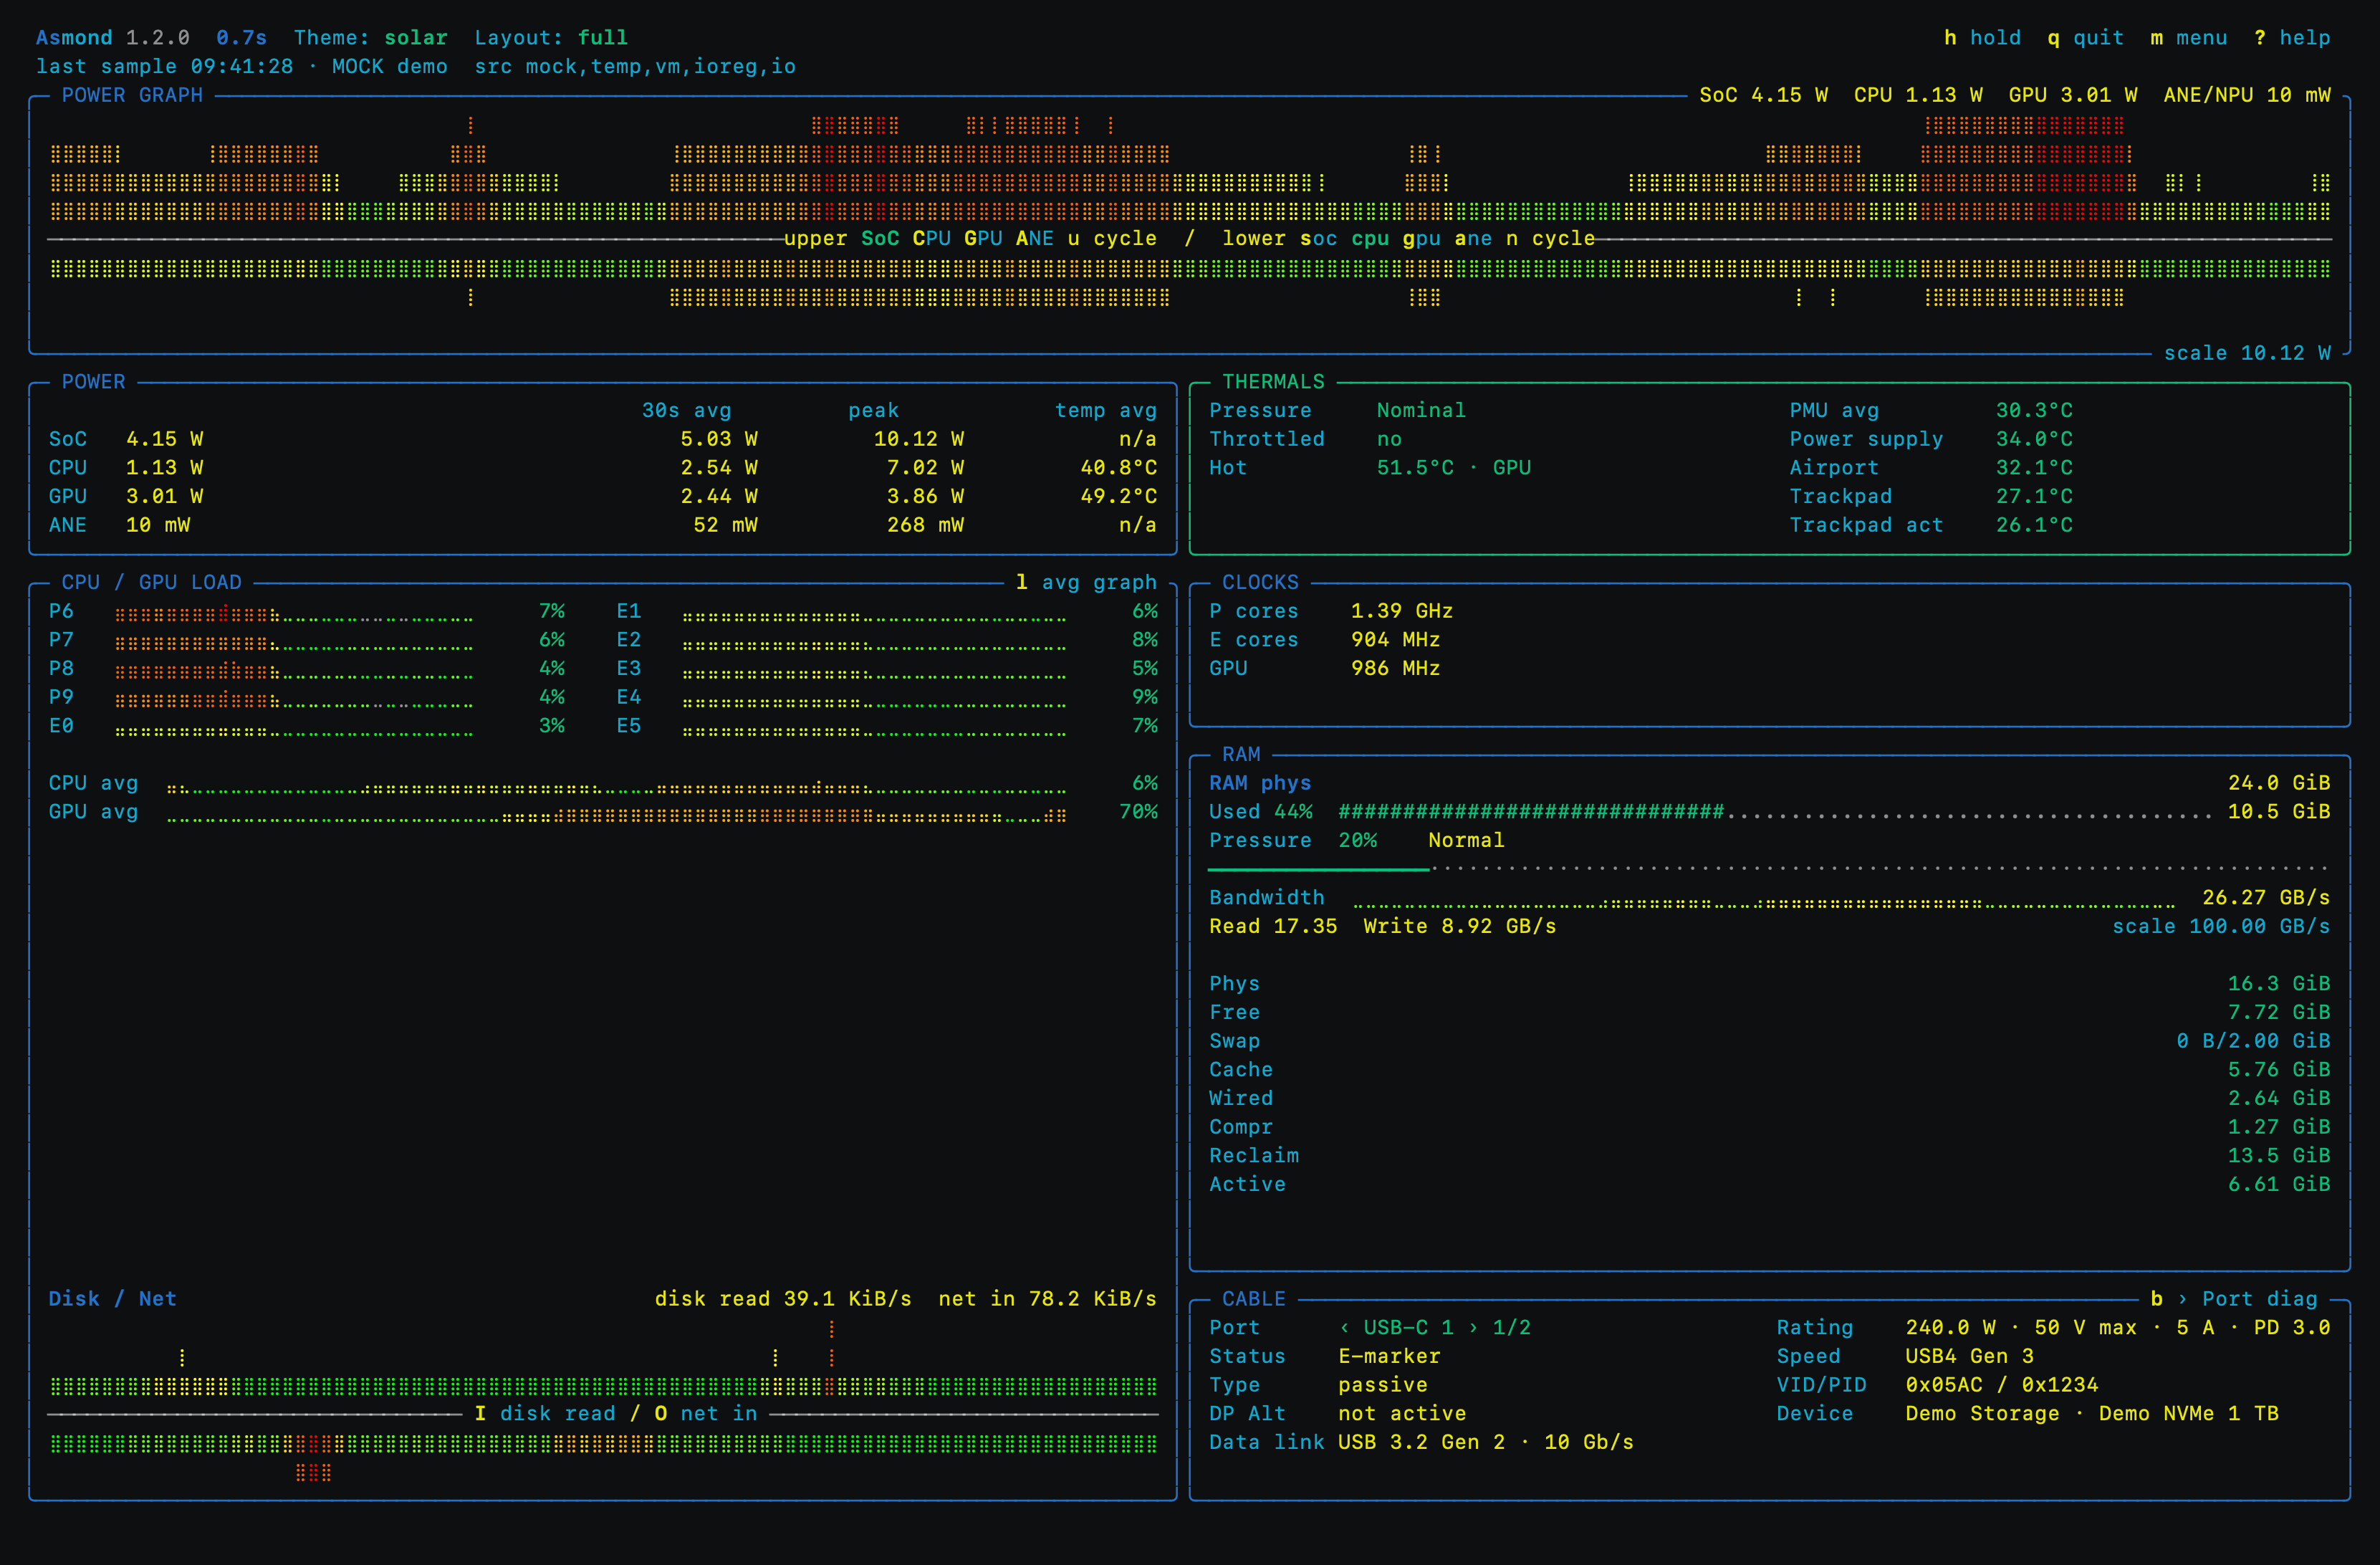 Asmond 1.2.0  0.7s  Theme: solar  Layout: full  h hold  q quit  m menu  ? help
last sample 09:41:28 · MOCK demo  src mock,temp,vm,ioreg,io
POWER GRAPH  SoC 4.15 W  CPU 1.13 W  GPU 3.01 W  ANE/NPU 10 mW
upper SoC CPU GPU ANE u cycle  /  lower soc cpu gpu ane n cycle
scale 10.12 W
POWER
30s avg  peak  temp avg
SoC  4.15 W  5.03 W  10.12 W  n/a
CPU  1.13 W  2.54 W  7.02 W  40.8°C
GPU  3.01 W  2.44 W  3.86 W  49.2°C
ANE  10 mW  52 mW  268 mW  n/a
THERMALS
Pressure  Nominal  PMU avg  30.3°C
Throttled  no  Power supply  34.0°C
Hot  51.5°C · GPU  Airport  32.1°C
Trackpad  27.1°C
Trackpad act  26.1°C
CPU / GPU LOAD  l avg graph
P6  7%  E1  6%
P7  6%  E2  8%
P8  4%  E3  5%
P9  4%  E4  9%
E0  3%  E5  7%
CPU avg  6%
GPU avg  70%
Disk / Net  disk read 39.1 KiB/s  net in 78.2 KiB/s
I disk read / O net in
CLOCKS
P cores  1.39 GHz
E cores  904 MHz
GPU  986 MHz
RAM
RAM phys  24.0 GiB
Used 44%  ##############################  10.5 GiB
Pressure  20%  Normal
Bandwidth  26.27 GB/s
Read 17.35  Write 8.92 GB/s  scale 100.00 GB/s
Phys  16.3 GiB
Free  7.72 GiB
Swap  0 B/2.00 GiB
Cache  5.76 GiB
Wired  2.64 GiB
Compr  1.27 GiB
Reclaim  13.5 GiB
Active  6.61 GiB
CABLE  b › Port diag
Port  ‹ USB-C 1 › 1/2  Rating  240.0 W · 50 V max · 5 A · PD 3.0
Status  E-marker  Speed  USB4 Gen 3
Type  passive  VID/PID  0x05AC / 0x1234
DP Alt  not active  Device  Demo Storage · Demo NVMe 1 TB
Data link USB 3.2 Gen 2 · 10 Gb/s